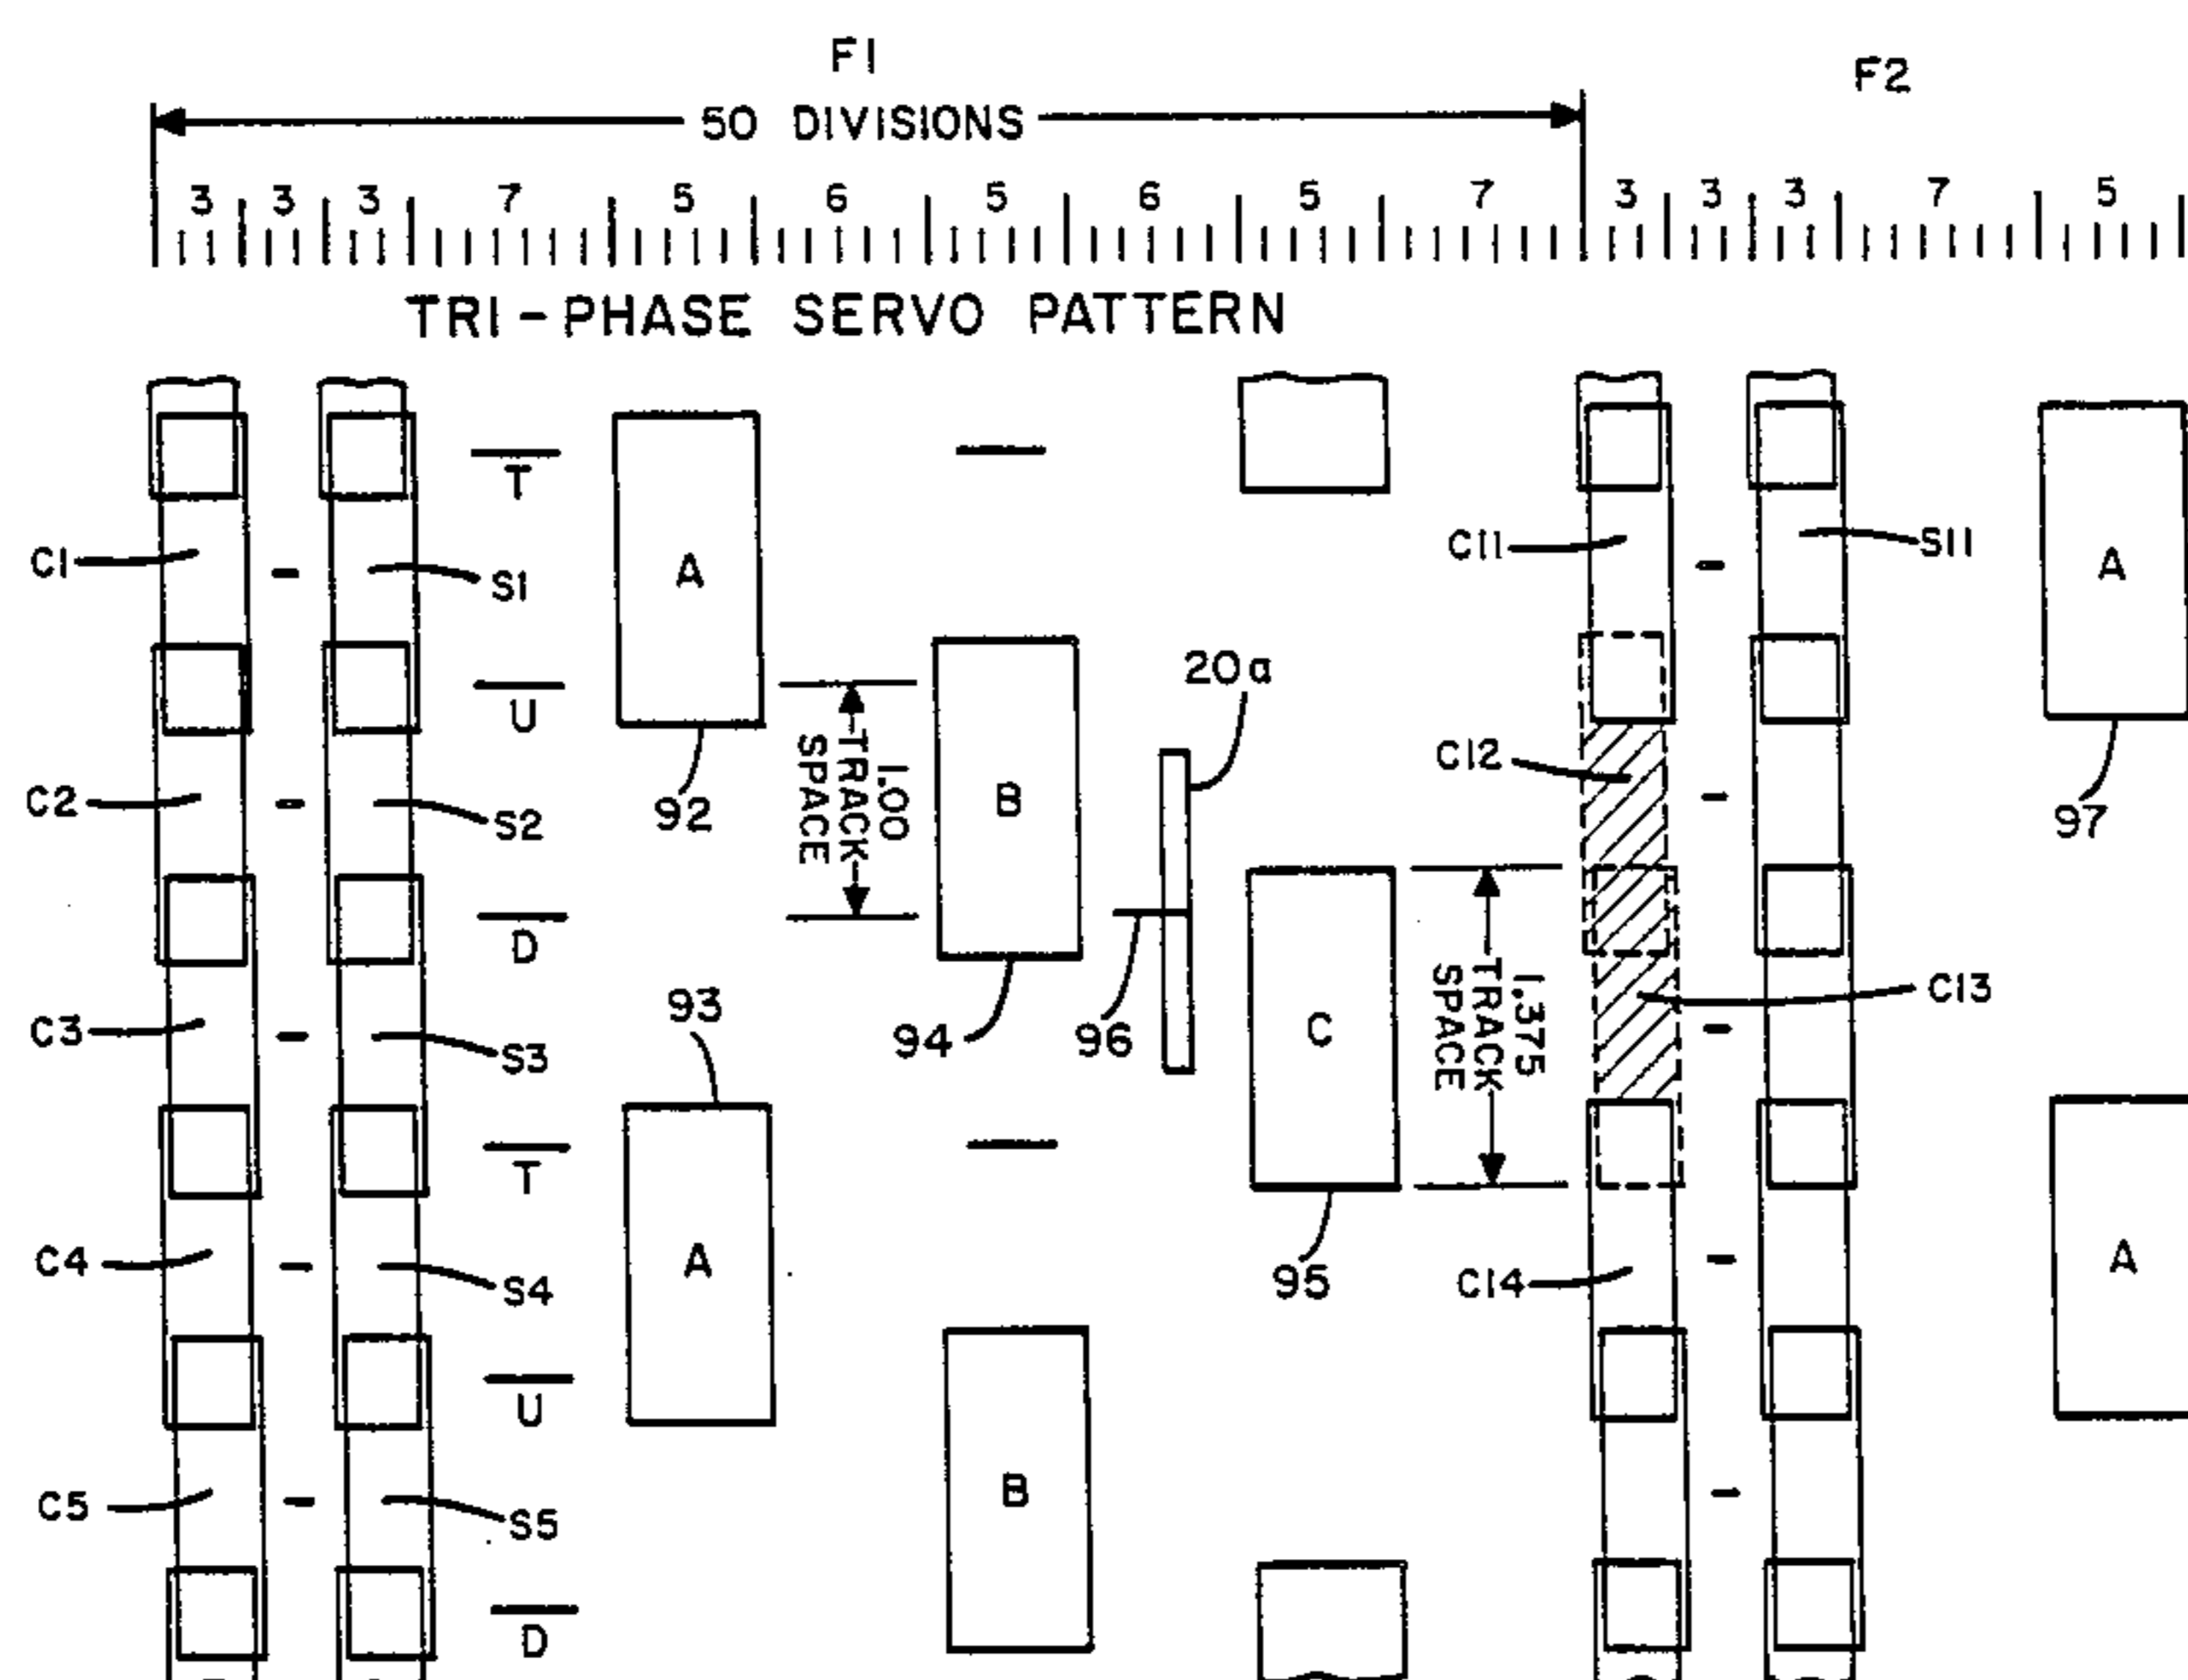 F1
F2
50 DIVISIONS
3 3 3 7 5 6 5 6 5 7 3 3 3 7 5
TRI-PHASE SERVO PATTERN
T
C1
S1
A
C11
S11
A
U
20a
92
1.00
TRACK
SPACE
B
C12
97
C2
S2
D
93
94
96
C
1.375
TRACK
SPACE
C13
C3
S3
T
A
95
C4
S4
C14
A
U
B
C5
S5
D